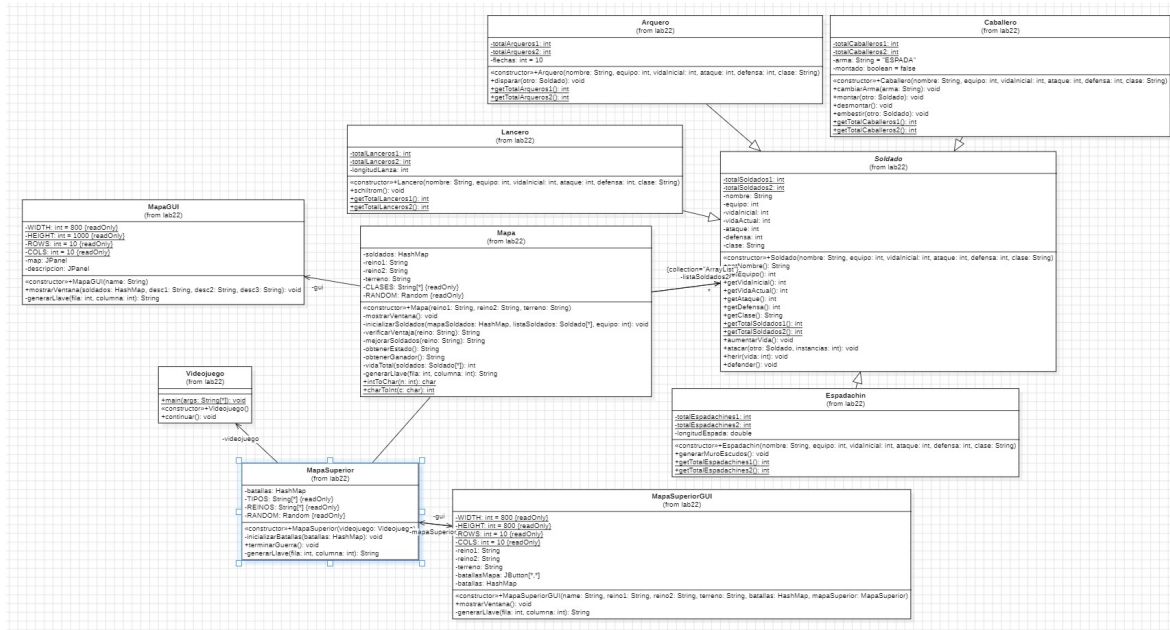 Arquero
(from lab22)
-totalArqueros1: int
-totalArqueros2: int
-flechas: int = 10
«constructor»+Arquero(nombre: String, equipo: int, vidaInicial: int, ataque: int, defensa: int, clase: String)
+disparar(otro: Soldado): void
+getTotalArqueros1(): int
+getTotalArqueros2(): int
Caballero
(from lab22)
-totalCaballeros1: int
-totalCaballeros2: int
-arma: String = "ESPADA"
-montado: boolean = false
«constructor»+Caballero(nombre: String, equipo: int, vidaInicial: int, ataque: int, defensa: int, clase: String)
+cambiarArma(arma: String): void
+montar(otro: Soldado): void
+desmontar(): void
+embestir(otro: Soldado): void
+getTotalCaballeros1(): int
+getTotalCaballeros2(): int
Lancero
(from lab22)
-totalLanceros1: int
-totalLanceros2: int
-longitudLanza: int
«constructor»+Lancero(nombre: String, equipo: int, vidaInicial: int, ataque: int, defensa: int, clase: String)
+schiltrom(): void
+getTotalLanceros1(): int
+getTotalLanceros2(): int
Soldado
(from lab22)
-totalSoldados1: int
-totalSoldados2: int
-nombre: String
-equipo: int
-vidaInicial: int
-vidaActual: int
-ataque: int
-defensa: int
-clase: String
«constructor»+Soldado(nombre: String, equipo: int, vidaInicial: int, ataque: int, defensa: int, clase: String)
String
int
+getVidaInicial(): int
+getVidaActual(): int
+getAtaque(): int
+getDefensa(): int
+getClase(): String
+getTotalSoldados1(): int
+getTotalSoldados2(): int
+aumentarVida(): void
+atacar(otro: Soldado, instancias: int): void
+herir(vida: int): void
+defender(): void
MapaGUI
(from lab22)
-WIDTH: int = 800 {readOnly}
-HEIGHT: int = 1000 {readOnly}
-ROWS: int = 10 {readOnly}
-COLS: int = 10 {readOnly}
-map: JPanel
-descripcion: JPanel
«constructor»+MapaGUI(name: String)
+mostrarVentana(soldados: HashMap, desc1: String, desc2: String, desc3: String): void
-generarLlave(fila: int, columna: int): String
-gui
Mapa
(from lab22)
-soldados: HashMap
-reino1: String
-reino2: String
-terreno: String
-CLASES: String[*] {readOnly}
-RANDOM: Random {readOnly}
«constructor»+Mapa(reino1: String, reino2: String, terreno: String)
-mostrarVentana(): void
-inicializarSoldados(mapaSoldados: HashMap, listaSoldados: Soldado[*], equipo: int): void
-verificarVentaja(reino: String): String
-mejorarSoldados(reino: String): String
-obtenerEstado(): String
-obtenerGanador(): String
-vidaTotal(soldados: Soldado[*]): int
-generarLlave(fila: int, columna: int): String
+intToChar(n: int): char
+charToInt(c: char): int
{collection="ArrayList"}
-listaSoldados2
*
Videojuego
(from lab22)
+main(args: String[*]): void
«constructor»+Videojuego()
+continuar(): void
-videojuego
Espadachin
(from lab22)
-totalEspadachines1: int
-totalEspadachines2: int
-longitudEspada: double
«constructor»+Espadachin(nombre: String, equipo: int, vidaInicial: int, ataque: int, defensa: int, clase: String)
+generarMuroEscudos(): void
+getTotalEspadachines1(): int
+getTotalEspadachines2(): int
MapaSuperior
(from lab22)
-batallas: HashMap
-TIPOS: String[*] {readOnly}
-REINOS: String[*] {readOnly}
-RANDOM: Random {readOnly}
«constructor»+MapaSuperior(videojuego: Videojuego)
-inicializarBatallas(batallas: HashMap): void
+terminarGuerra(): void
-generarLlave(fila: int, columna: int): String
-gui
-mapaSuperior
MapaSuperiorGUI
(from lab22)
-WIDTH: int = 800 {readOnly}
-HEIGHT: int = 800 {readOnly}
-ROWS: int = 10 {readOnly}
-COLS: int = 10 {readOnly}
-reino1: String
-reino2: String
-terreno: String
-batallasMapa: JButton[*,*]
-batallas: HashMap
«constructor»+MapaSuperiorGUI(name: String, reino1: String, reino2: String, terreno: String, batallas: HashMap, mapaSuperior: MapaSuperior)
+mostrarVentana(): void
-generarLlave(fila: int, columna: int): String